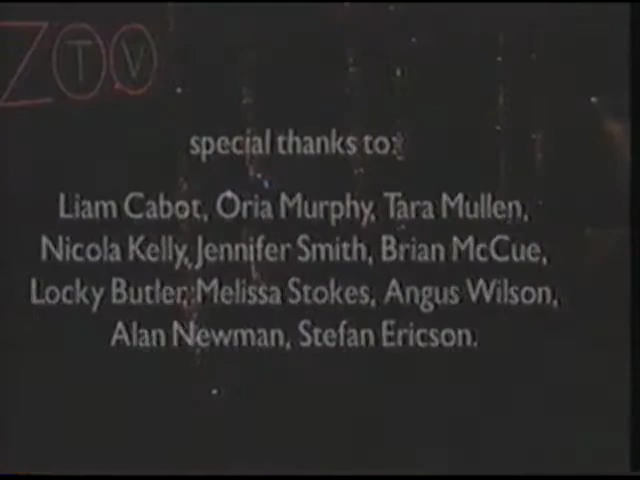 ZOO TV
special thanks to:
Liam Cabot, Oria Murphy, Tara Mullen,
Nicola Kelly, Jennifer Smith, Brian McCue,
Locky Butler, Melissa Stokes, Angus Wilson,
Alan Newman, Stefan Ericson.